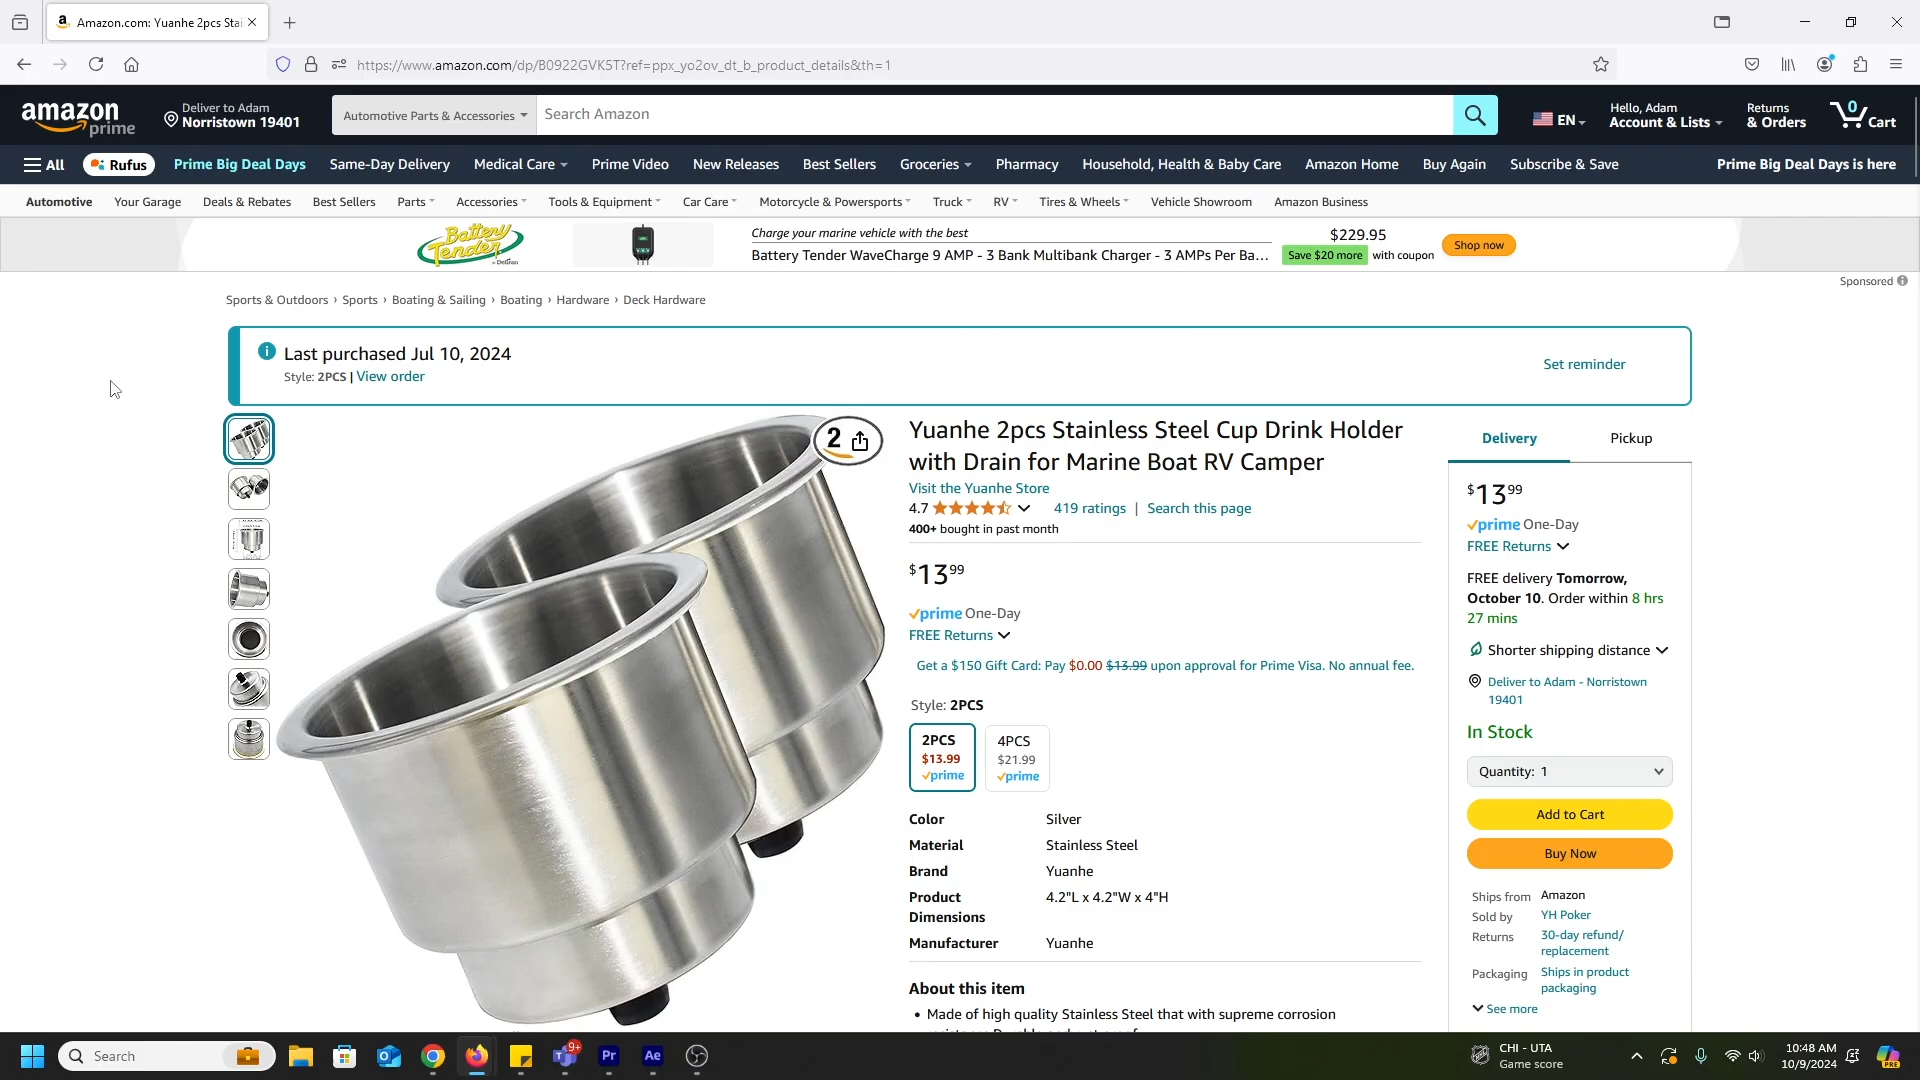 Amazon.com: Yuanhe 2pcs Stai
https://www.amazon.com/dp/B0922GVK5T?ref=ppx_yo2ov_dt_b_product_details&th=1
amazon prime
Deliver to Adam
Norristown 19401
Automotive Parts & Accessories
Search Amazon
EN
Hello, Adam
Account & Lists
Returns
& Orders
0
Cart
All
Rufus
Prime Big Deal Days
Same-Day Delivery
Medical Care
Prime Video
New Releases
Best Sellers
Groceries
Pharmacy
Household, Health & Baby Care
Amazon Home
Buy Again
Subscribe & Save
Prime Big Deal Days is here
Automotive
Your Garage
Deals & Rebates
Best Sellers
Parts
Accessories
Tools & Equipment
Car Care
Motorcycle & Powersports
Truck
RV
Tires & Wheels
Vehicle Showroom
Amazon Business
Battery Tender
by Deltran
Charge your marine vehicle with the best
Battery Tender WaveCharge 9 AMP - 3 Bank Multibank Charger - 3 AMPs Per Ba...
$229.95
Save $20 more with coupon
Shop now
Sponsored
Sports & Outdoors › Sports › Boating & Sailing › Boating › Hardware › Deck Hardware
Last purchased Jul 10, 2024
Style: 2PCS | View order
Set reminder
2
Yuanhe 2pcs Stainless Steel Cup Drink Holder
with Drain for Marine Boat RV Camper
Visit the Yuanhe Store
4.7
419 ratings | Search this page
400+ bought in past month
$13 99
prime One-Day
FREE Returns
Get a $150 Gift Card: Pay $0.00 $13.99 upon approval for Prime Visa. No annual fee.
Style: 2PCS
2PCS
$13.99
prime
4PCS
$21.99
prime
Color Silver
Material Stainless Steel
Brand Yuanhe
Product Dimensions 4.2"L x 4.2"W x 4"H
Manufacturer Yuanhe
About this item
• Made of high quality Stainless Steel that with supreme corrosion
Delivery
Pickup
$13 99
prime One-Day
FREE Returns
FREE delivery Tomorrow,
October 10. Order within 8 hrs
27 mins
Shorter shipping distance
Deliver to Adam - Norristown
19401
In Stock
Quantity: 1
Add to Cart
Buy Now
Ships from Amazon
Sold by YH Poker
Returns 30-day refund/
replacement
Packaging Ships in product
packaging
See more
Search
9+
Pr
Ae
CHI - UTA
Game score
10:48 AM
10/9/2024
PRE